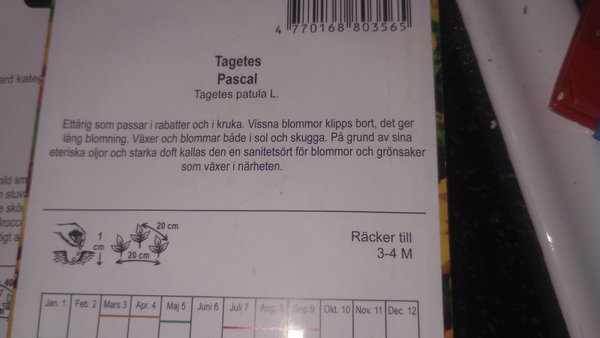 4 770168 803565
Tagetes
Pascal
Tagetes patula L.
Ettårig som passar i rabatter och i kruka. Vissna blommor klipps bort, det ger
lång blomning. Växer och blommar både i sol och skugga. På grund av sina
eteriska oljor och starka doft kallas den en sanitetsört för blommor och grönsaker
som växer i närheten.
1
cm
20 cm
20 cm
Räcker till
3-4 M
Jan. 1 Feb. 2 Mars 3 Apr. 4 Maj 5 Juni 6 Juli 7 Aug. 8 Sep. 9 Okt. 10 Nov. 11 Dec. 12